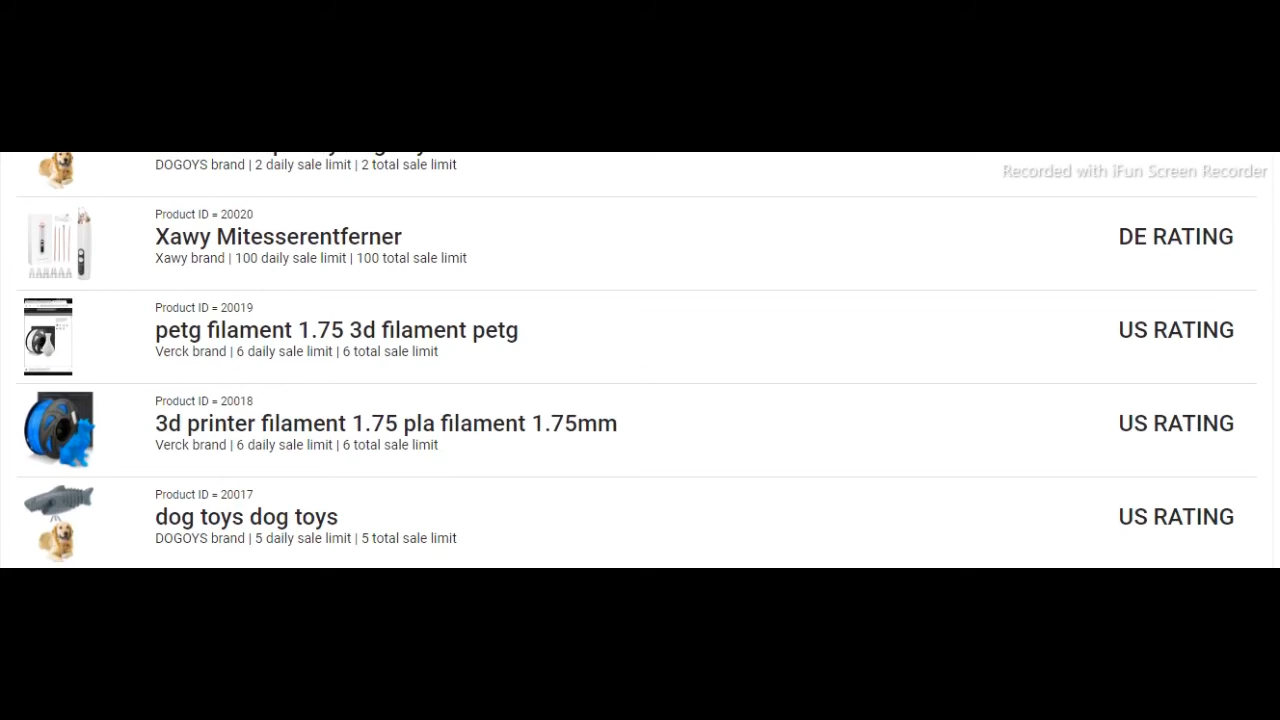 DOGOYS brand | 2 daily sale limit | 2 total sale limit
Recorded with iFun Screen Recorder
Product ID = 20020
Xawy Mitesserentferner
DE RATING
Xawy brand | 100 daily sale limit | 100 total sale limit
Product ID = 20019
petg filament 1.75 3d filament petg
US RATING
Verck brand | 6 daily sale limit | 6 total sale limit
Product ID = 20018
3d printer filament 1.75 pla filament 1.75mm
US RATING
Verck brand | 6 daily sale limit | 6 total sale limit
Product ID = 20017
dog toys dog toys
US RATING
DOGOYS brand | 5 daily sale limit | 5 total sale limit